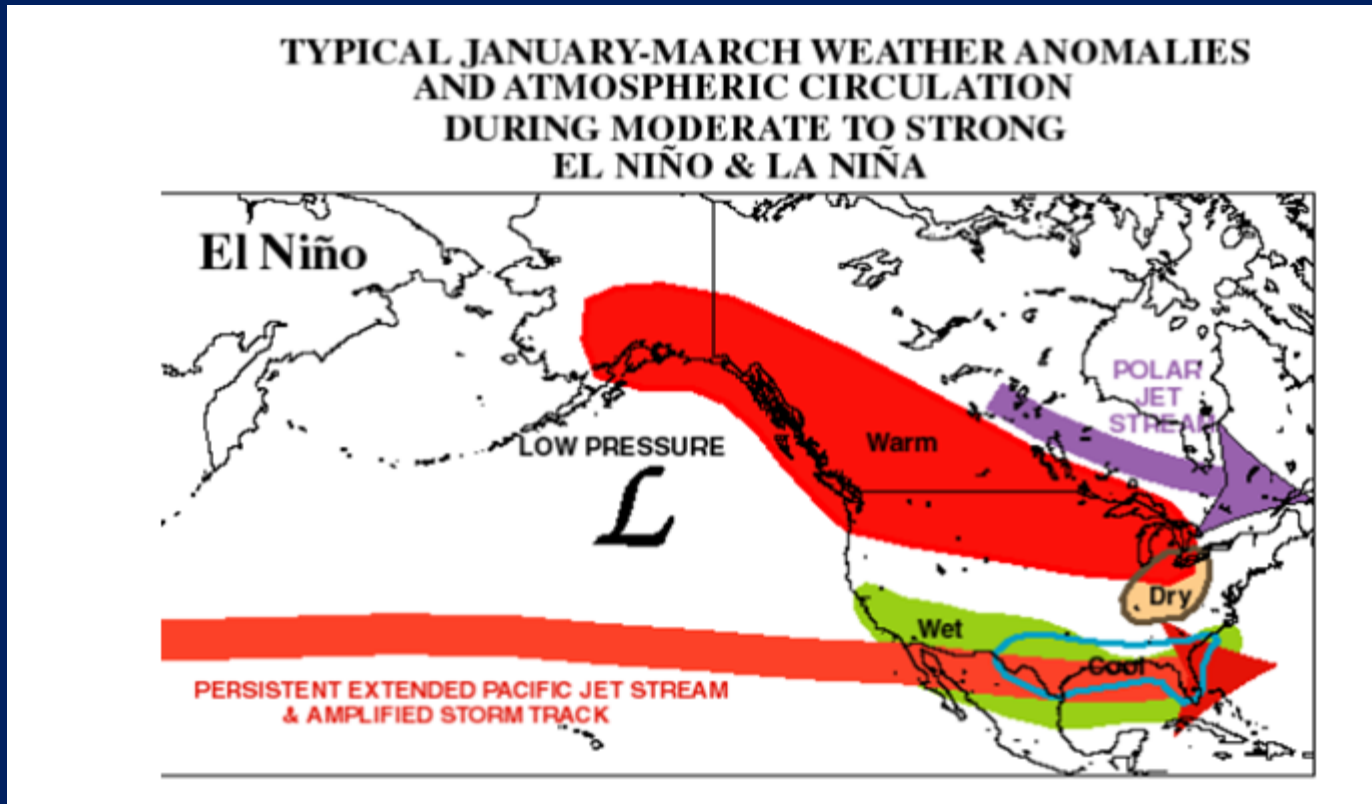 TYPICAL JANUARY-MARCH WEATHER ANOMALIES
AND ATMOSPHERIC CIRCULATION
DURING MODERATE TO STRONG
EL NIÑO & LA NIÑA
El Niño
POLAR
JET
STREAM
Warm
LOW PRESSURE
L
Dry
Wet
Cool
PERSISTENT EXTENDED PACIFIC JET STREAM
& AMPLIFIED STORM TRACK